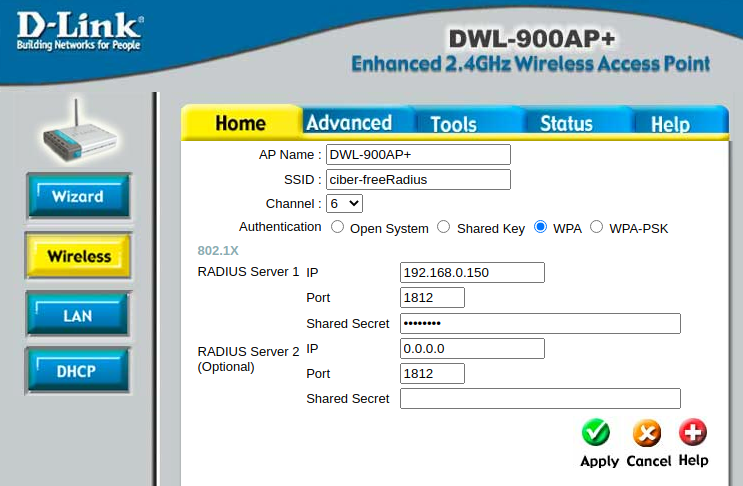 D-Link
Building Networks for People
DWL-900AP+
Enhanced 2.4GHz Wireless Access Point
Home Advanced Tools Status Help
Wizard
Wireless
LAN
DHCP
AP Name : DWL-900AP+
SSID : ciber-freeRadius
Channel : 6
Authentication Open System Shared Key WPA WPA-PSK
802.1X
RADIUS Server 1 IP 192.168.0.150
Port 1812
Shared Secret ••••••••
RADIUS Server 2 IP 0.0.0.0
(Optional)
Port 1812
Shared Secret
Apply Cancel Help